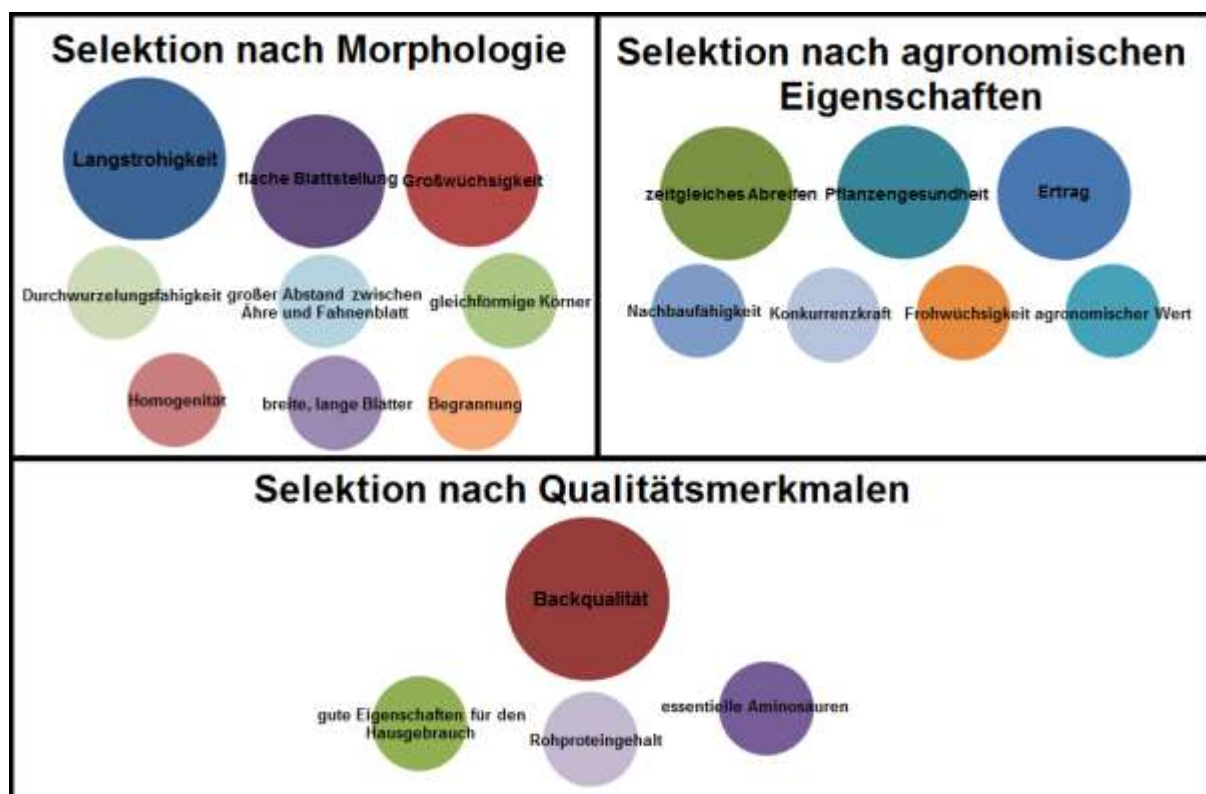 Selektion nach Morphologie
Langstrohigkeit
flache Blattstellung
Großwüchsigkeit
Durchwurzelungsfähigkeit
großer Abstand zwischen
Ähre und Fahnenblatt
gleichförmige Körner
Homogenität
breite, lange Blätter
Begrannung
Selektion nach agronomischen
Eigenschaften
zeitgleiches Abreifen
Pflanzengesundheit
Ertrag
Nachbaufähigkeit
Konkurrenzkraft
Frohwüchsigkeit
agronomischer Wert
Selektion nach Qualitätsmerkmalen
Backqualität
gute Eigenschaften für den
Hausgebrauch
Rohproteingehalt
essentielle Aminosäuren